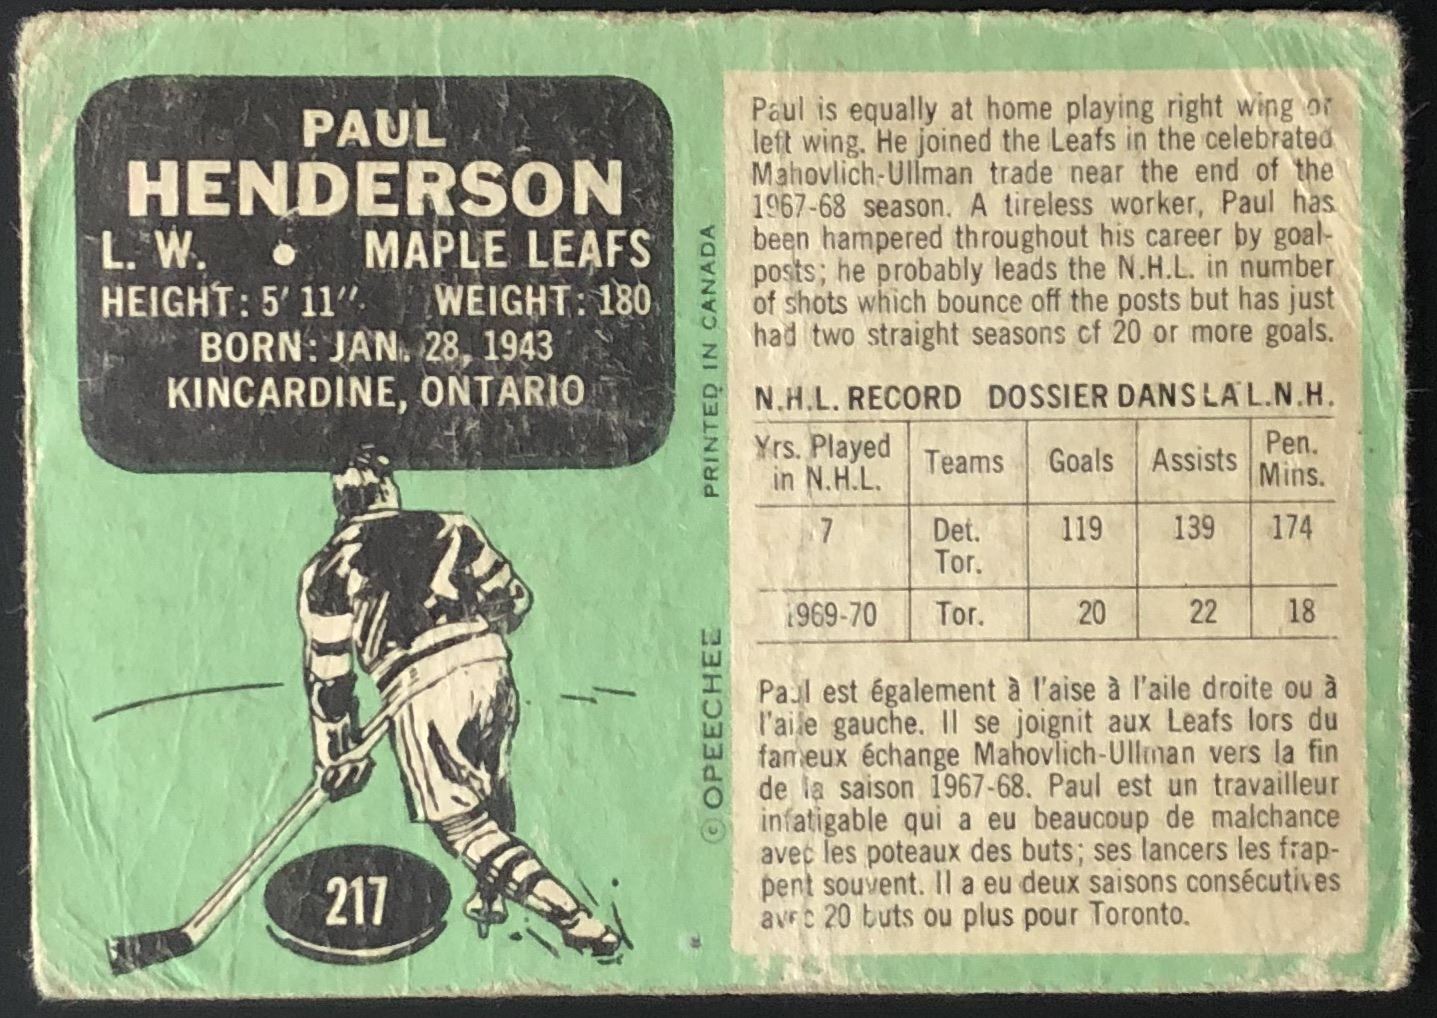 PAUL
HENDERSON
L. W. • MAPLE LEAFS
HEIGHT: 5' 11". WEIGHT: 180
BORN: JAN. 28, 1943
KINCARDINE, ONTARIO
217
© OPEECHEE PRINTED IN CANADA
Paul is equally at home playing right wing or
left wing. He joined the Leafs in the celebrated
Mahovlich-Ullman trade near the end of the
1967-68 season. A tireless worker, Paul has
been hampered throughout his career by goal-
posts; he probably leads the N.H.L. in number
of shots which bounce off the posts but has just
had two straight seasons of 20 or more goals.
N.H.L. RECORD DOSSIER DANS LA L.N.H.
Yrs. Played in N.H.L. Teams Goals Assists Pen. Mins.
7 Det. Tor. 119 139 174
1969-70 Tor. 20 22 18
Paul est également à l'aise à l'aile droite ou à
l'aile gauche. Il se joignit aux Leafs lors du
fameux échange Mahovlich-Ullman vers la fin
de la saison 1967-68. Paul est un travailleur
infatigable qui a eu beaucoup de malchance
avec les poteaux des buts; ses lancers les frap-
pent souvent. Il a eu deux saisons consécutives
avec 20 buts ou plus pour Toronto.